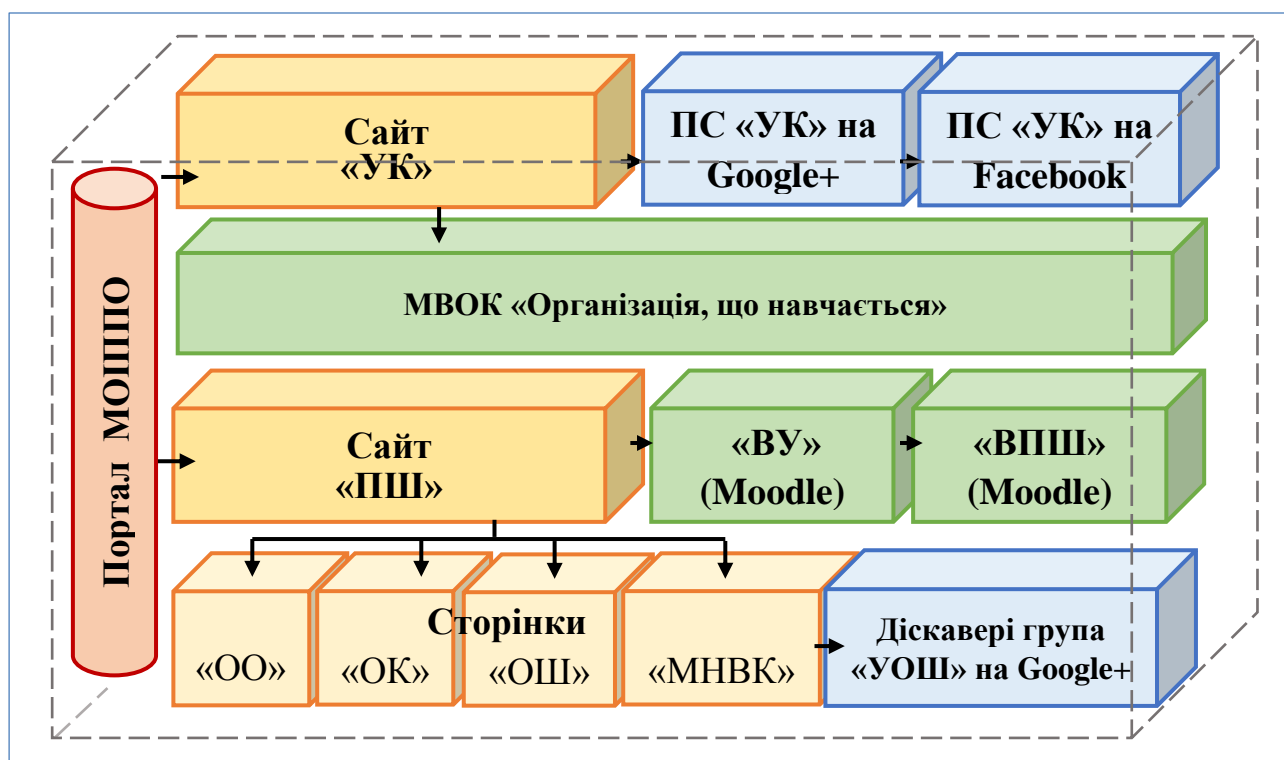 Портал МОІППО
Сайт
«УК»
ПС «УК» на
Google+
ПС «УК» на
Facebook
МВОК «Організація, що навчається»
Сайт
«ПШ»
«ВУ»
(Moodle)
«ВПШ»
(Moodle)
Сторінки
«ОО»
«ОК»
«ОШ»
«МНВК»
Діскавері група
«УОШ» на Google+